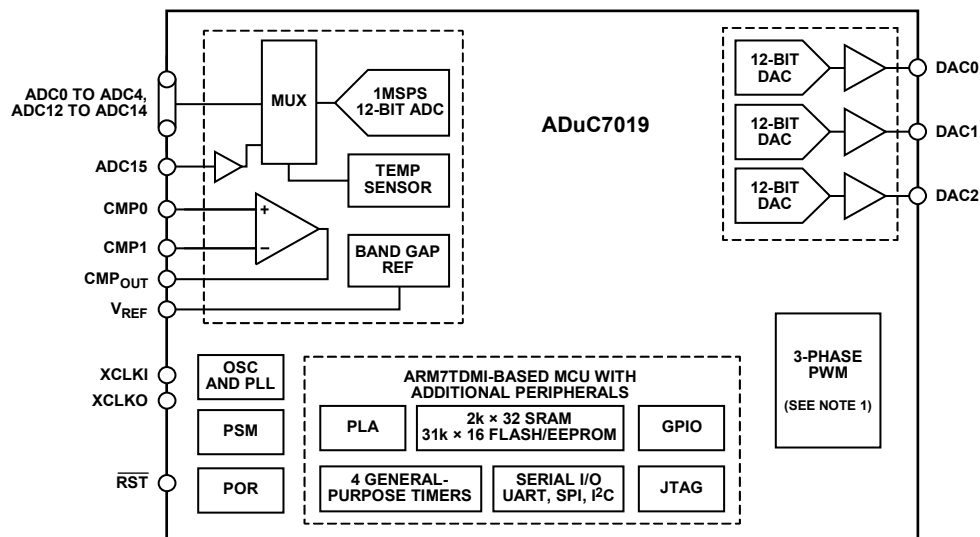 ADuC7019
ADC0 TO ADC4,
ADC12 TO ADC14
ADC15
CMP0
CMP1
CMPOUT
VREF
XCLKI
XCLKO
RST
MUX
1MSPS
12-BIT ADC
TEMP
SENSOR
+
−
BAND GAP
REF
12-BIT
DAC
12-BIT
DAC
12-BIT
DAC
DAC0
DAC1
DAC2
OSC
AND PLL
PSM
POR
ARM7TDMI-BASED MCU WITH
ADDITIONAL PERIPHERALS
PLA
2k × 32 SRAM
31k × 16 FLASH/EEPROM
GPIO
4 GENERAL-
PURPOSE TIMERS
SERIAL I/O
UART, SPI, I²C
JTAG
3-PHASE
PWM
(SEE NOTE 1)